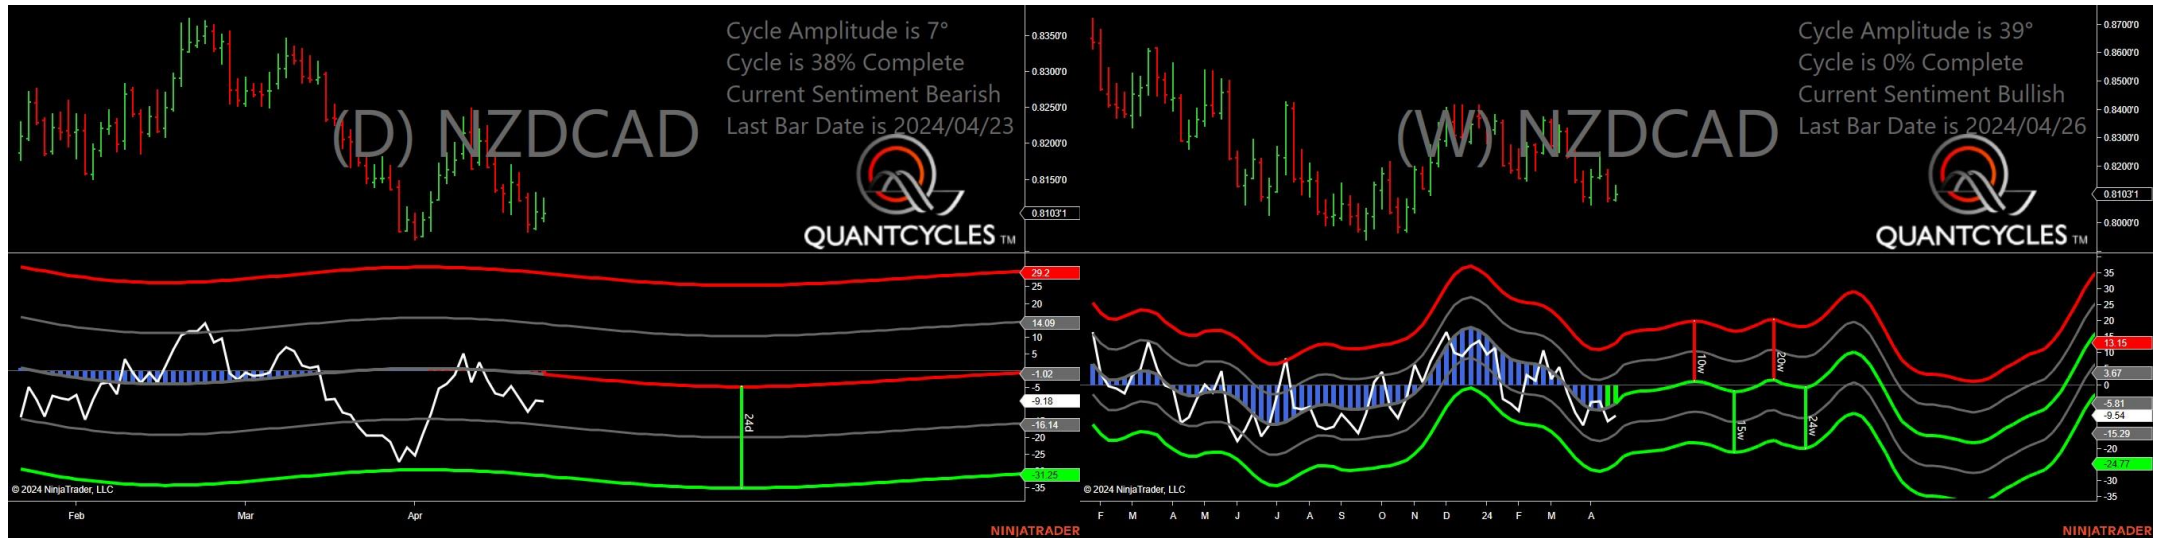 Cycle Amplitude is 7°
Cycle is 38% Complete
Current Sentiment Bearish
Last Bar Date is 2024/04/23
(D) NZDCAD
QUANTCYCLES TM
0.8350'0
0.8300'0
0.8250'0
0.8200'0
0.8150'0
0.8103'1
29.2
25
20
14.09
10
5
-1.02
-5
-9.18
-16.14
-20
-25
-31.25
-35
24d
© 2024 NinjaTrader, LLC
Feb Mar Apr
NINJATRADER
Cycle Amplitude is 39°
Cycle is 0% Complete
Current Sentiment Bullish
Last Bar Date is 2024/04/26
(W) NZDCAD
QUANTCYCLES TM
0.8700'0
0.8600'0
0.8500'0
0.8400'0
0.8300'0
0.8200'0
0.8103'1
0.8000'0
35
30
25
20
15
13.15
10
3.67
0
-5.81
-9.54
-15.29
-20
-24.77
-30
-35
10w
20w
15w
24w
© 2024 NinjaTrader, LLC
F M A M J J A S O N D 24 F M A
NINJATRADER